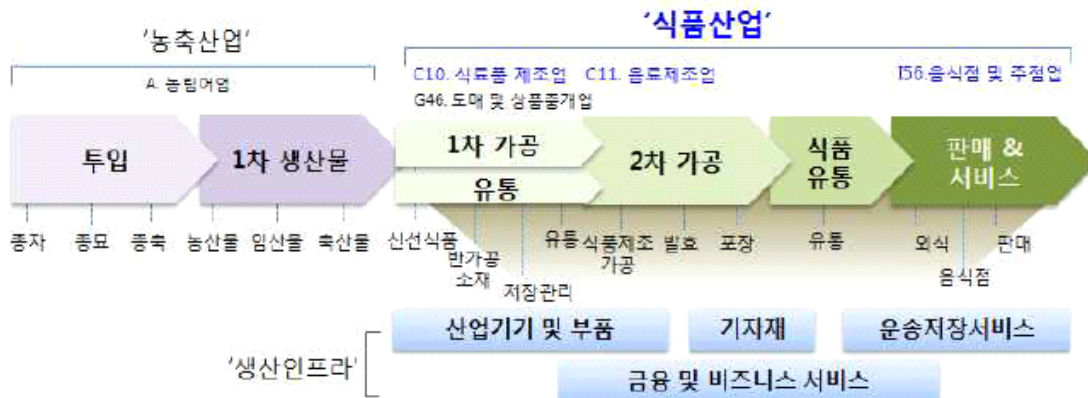 '식품산업'
'농축산업'
A. 농림어업
C10. 식료품 제조업 C11. 음료제조업
I56.음식점 및 주점업
G46. 도매 및 상품중개업
투입
1차 생산물
1차 가공
유통
2차 가공
식품
유통
판매 &
서비스
종자
종묘
종축
농산물
임산물
축산물
신선식품
반가공
소재
저장관리
유통
식품제조
가공
발효
포장
유통
외식
음식점
판매
산업기기 및 부품
기자재
운송저장서비스
'생산인프라'
금융 및 비즈니스 서비스